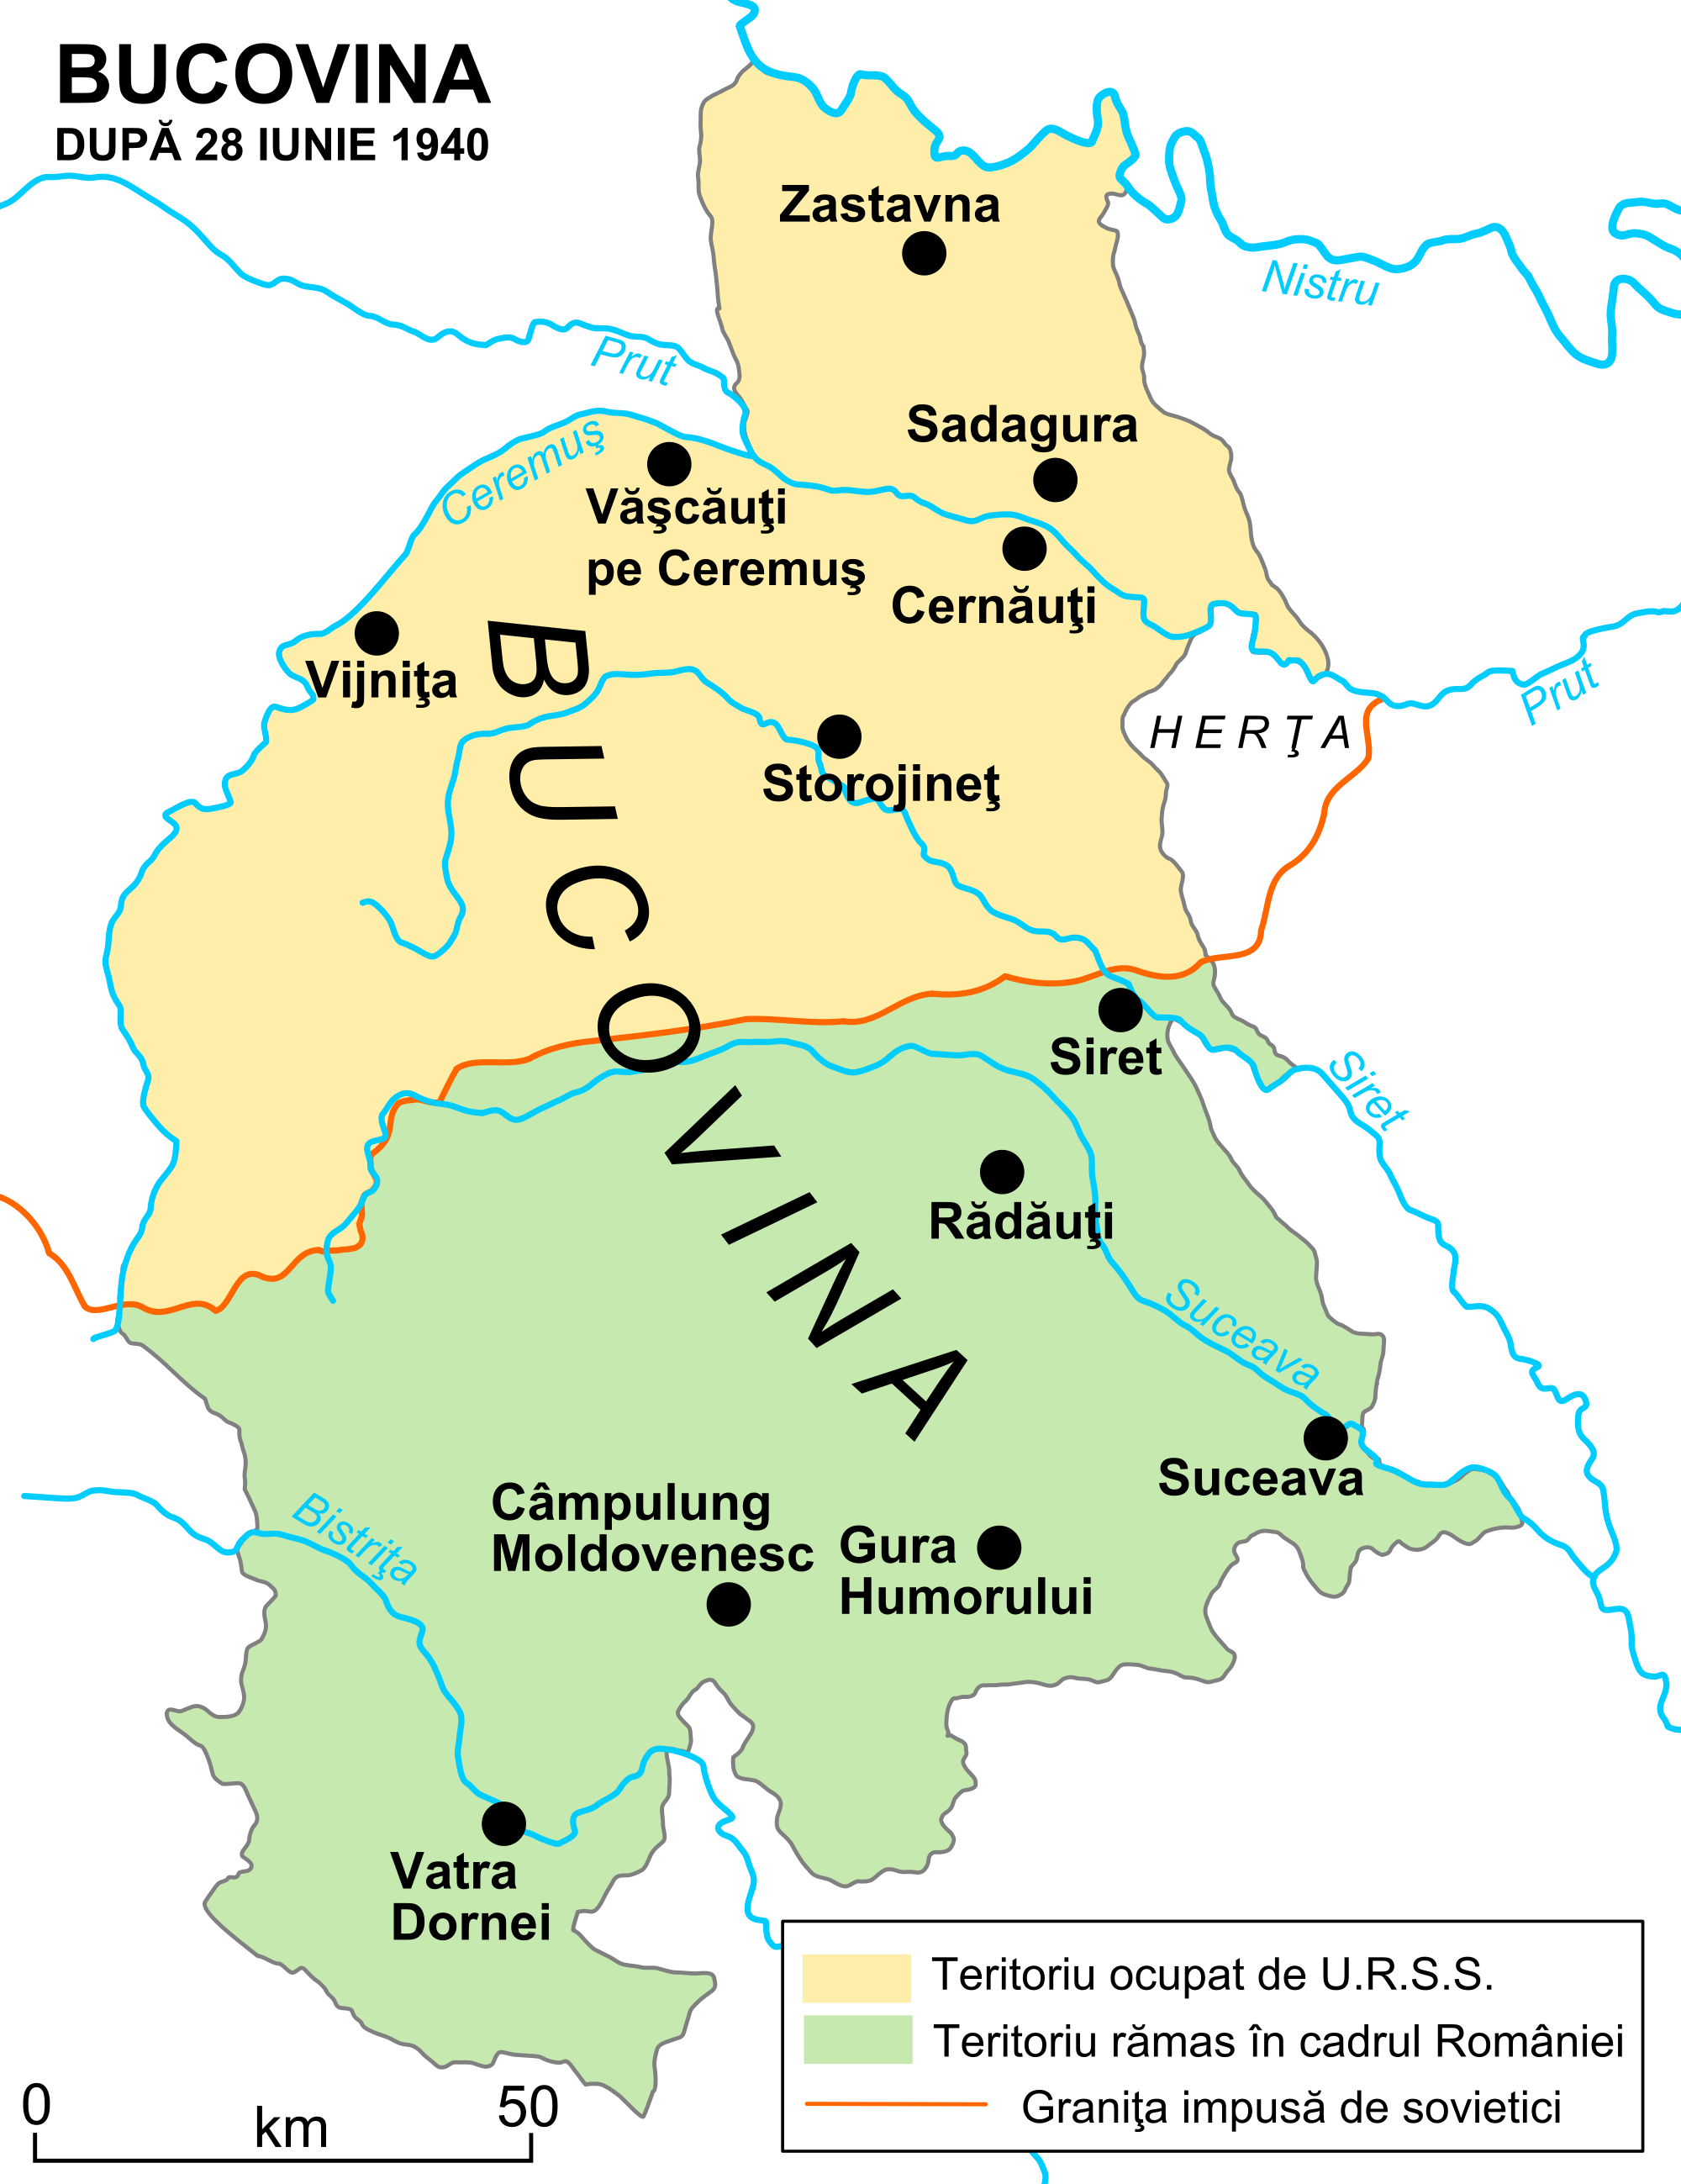 BUCOVINA
DUPĂ 28 IUNIE 1940
Zastavna
Nistru
Prut
Sadagura
Ceremuş
Văşcăuţi
pe Ceremuş
Cernăuţi
Vijniţa
Prut
HERŢA
Storojineţ
BUCOVINA
Siret
Siret
Rădăuţi
Suceava
Suceava
Bistriţa
Câmpulung
Moldovenesc
Gura
Humorului
Vatra
Dornei
Teritoriu ocupat de U.R.S.S.
Teritoriu rămas în cadrul României
Graniţa impusă de sovietici
0 50
km